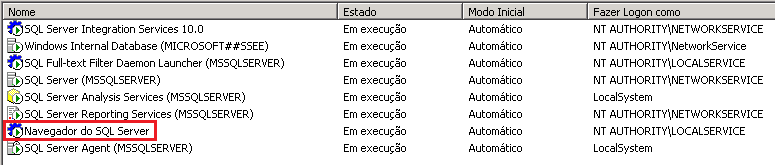 Nome Estado Modo Inicial Fazer Logon como
SQL Server Integration Services 10.0 Em execução Automático NT AUTHORITY\NETWORKSERVICE
Windows Internal Database (MICROSOFT##SSEE) Em execução Automático NT AUTHORITY\NetworkService
SQL Full-text Filter Daemon Launcher (MSSQLSERVER) Em execução Automático NT AUTHORITY\LOCALSERVICE
SQL Server (MSSQLSERVER) Em execução Automático NT AUTHORITY\NETWORKSERVICE
SQL Server Analysis Services (MSSQLSERVER) Em execução Automático LocalSystem
SQL Server Reporting Services (MSSQLSERVER) Em execução Automático NT AUTHORITY\NETWORKSERVICE
Navegador do SQL Server Em execução Automático NT AUTHORITY\LOCALSERVICE
SQL Server Agent (MSSQLSERVER) Em execução Automático LocalSystem